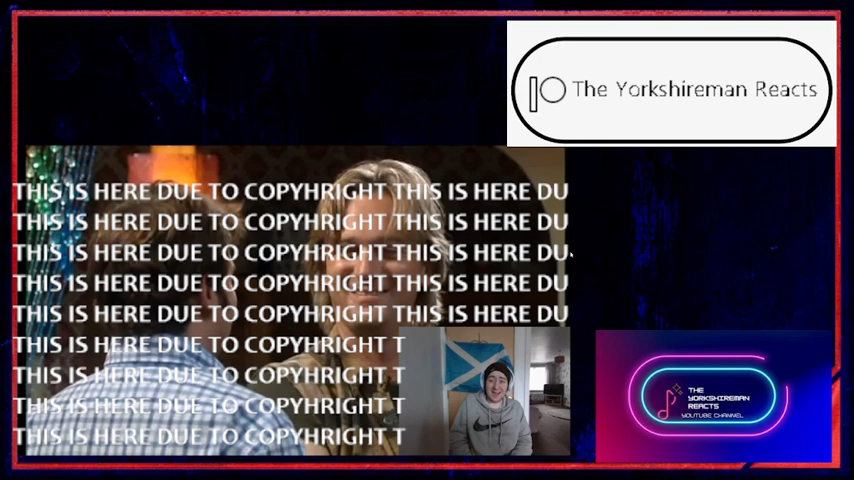 The Yorkshireman Reacts
THIS IS HERE DUE TO COPYHRIGHT THIS IS HERE DU
THIS IS HERE DUE TO COPYHRIGHT THIS IS HERE DU
THIS IS HERE DUE TO COPYHRIGHT THIS IS HERE DU
THIS IS HERE DUE TO COPYHRIGHT THIS IS HERE DU
THIS IS HERE DUE TO COPYHRIGHT THIS IS HERE DU
THIS IS HERE DUE TO COPYHRIGHT T
THIS IS HERE DUE TO COPYHRIGHT T
THIS IS HERE DUE TO COPYHRIGHT T
THIS IS HERE DUE TO COPYHRIGHT T
THE
YORKSHIREMAN
REACTS
YOUTUBE CHANNEL